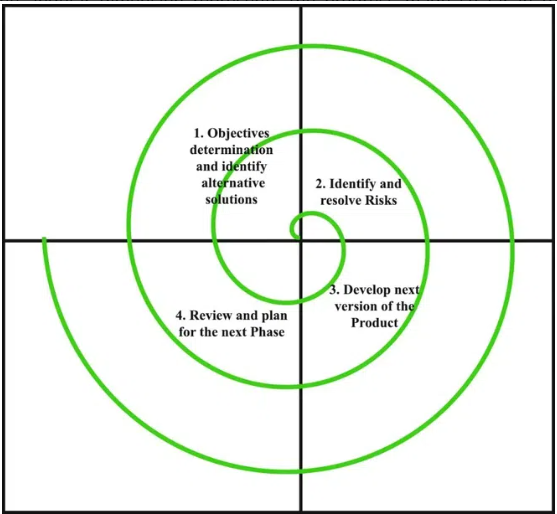 1. Objectives
determination
and identify
alternative
solutions
2. Identify and
resolve Risks
3. Develop next
version of the
Product
4. Review and plan
for the next Phase